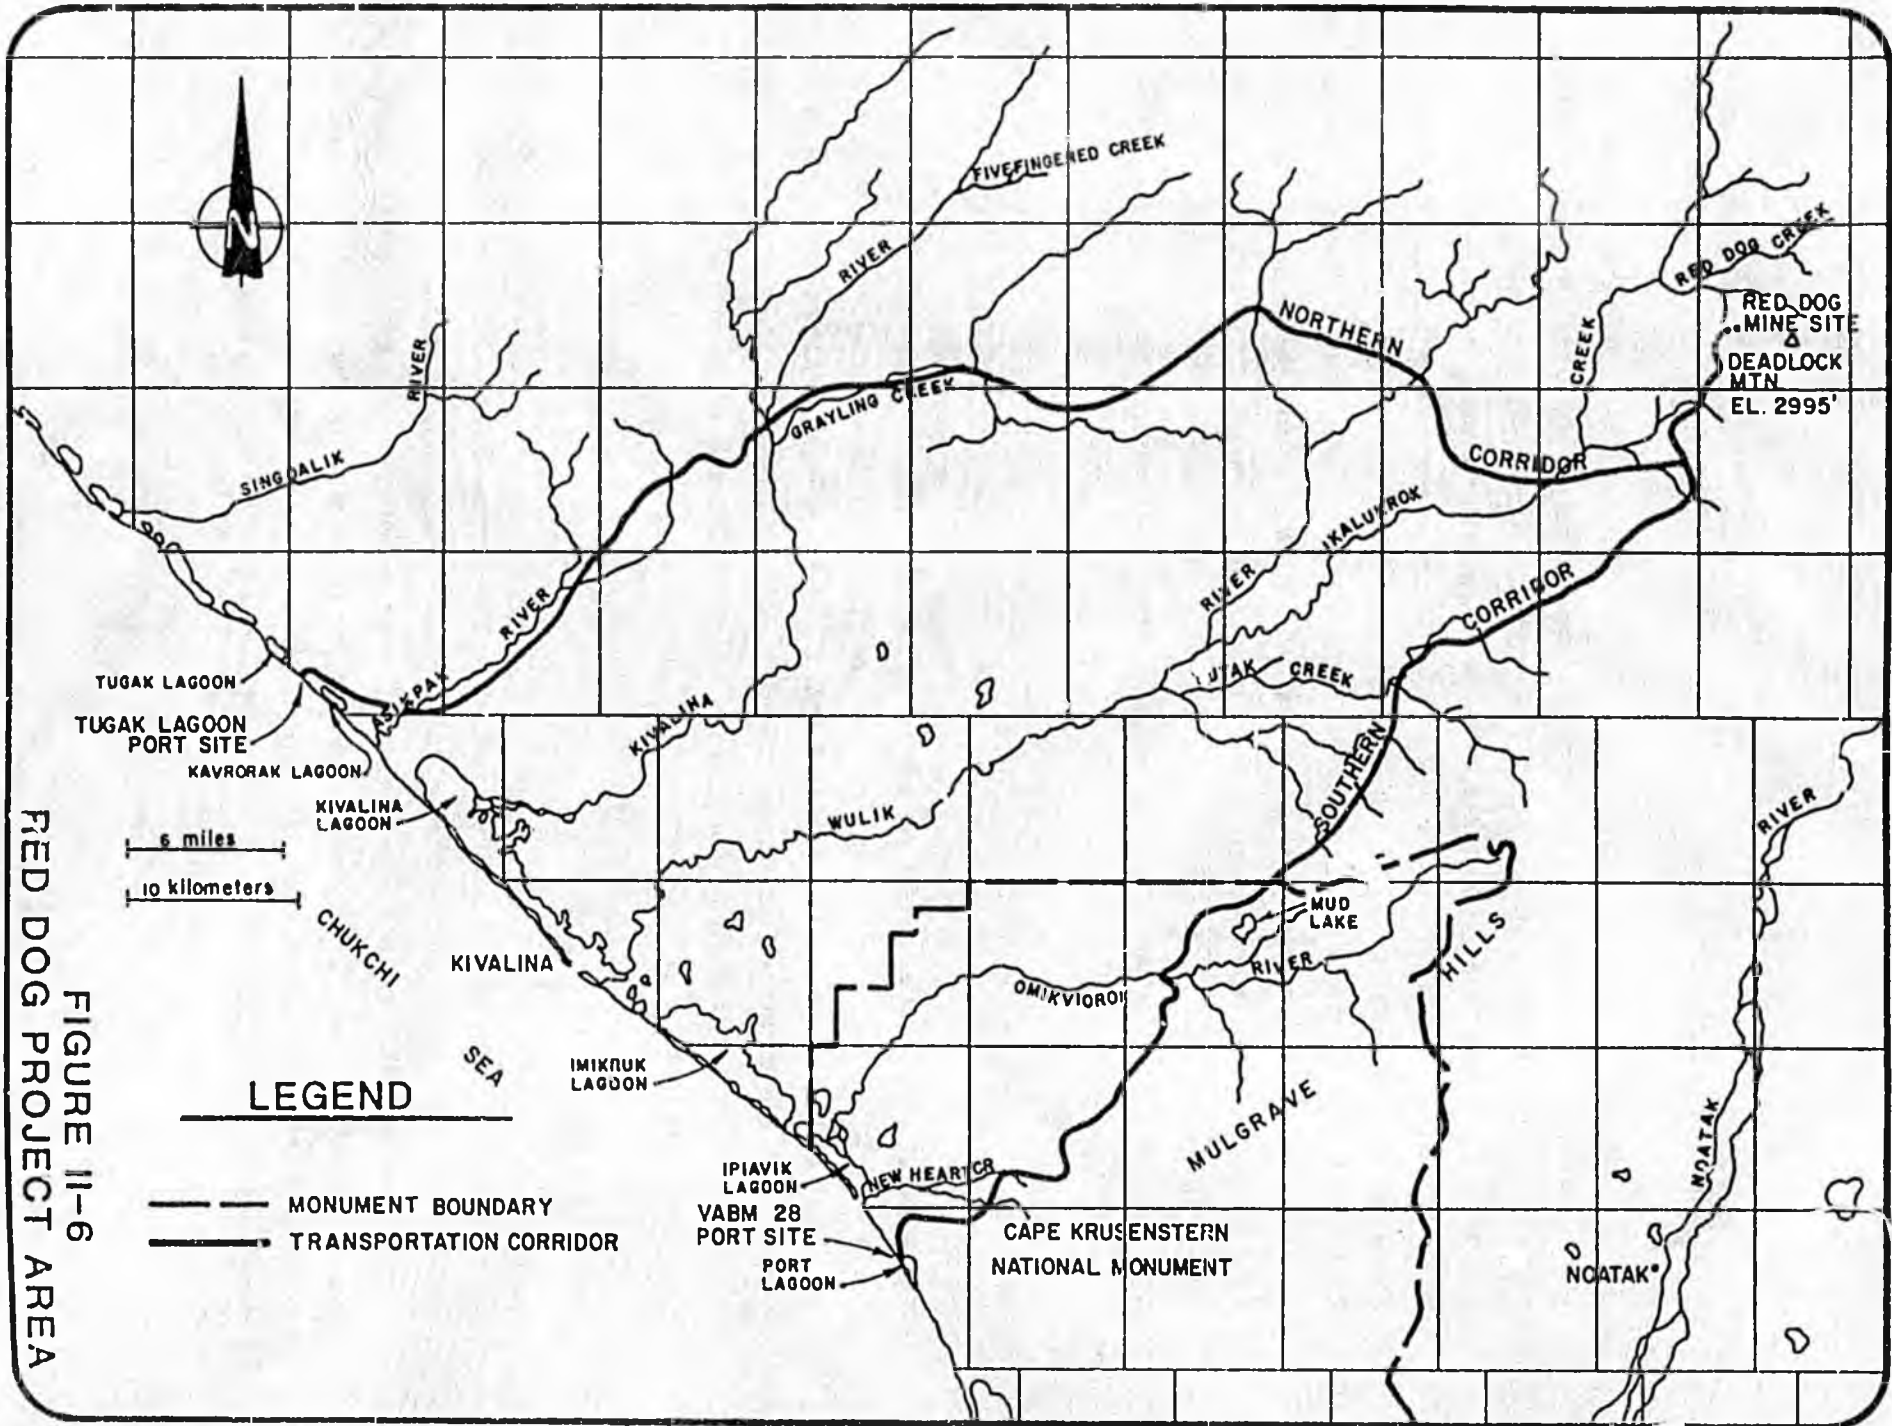 FIVEFINGERED CREEK
N
RIVER
RED DOG CREEK
RED DOG
MINE SITE
DEADLOCK
MTN
EL. 2995'
NORTHERN
CORRIDOR
CREEK
RIVER
SINGOALIK
GRAYLING CREEK
IKALUKROK
RIVER
CORRIDOR
RIVER
ASIKPAK
TUGAK LAGOON
TUGAK LAGOON
PORT SITE
KAVRORAK LAGOON
KIVALINA
LAGOON
KIVALINA
UTAK CREEK
SOUTHERN
WULIK
RIVER
6 miles
10 kilometers
CHUKCHI
SEA
KIVALINA
MUD
LAKE
RIVER
HILLS
OMIKVIOROK
IMIKRUK
LAGOON
MULGRAVE
NOATAK
IPIAVIK
LAGOON
NEW HEART CR
VABM 28
PORT SITE
PORT
LAGOON
CAPE KRUSENSTERN
NATIONAL MONUMENT
NOATAK
LEGEND
MONUMENT BOUNDARY
TRANSPORTATION CORRIDOR
FIGURE II-6
RED DOG PROJECT AREA